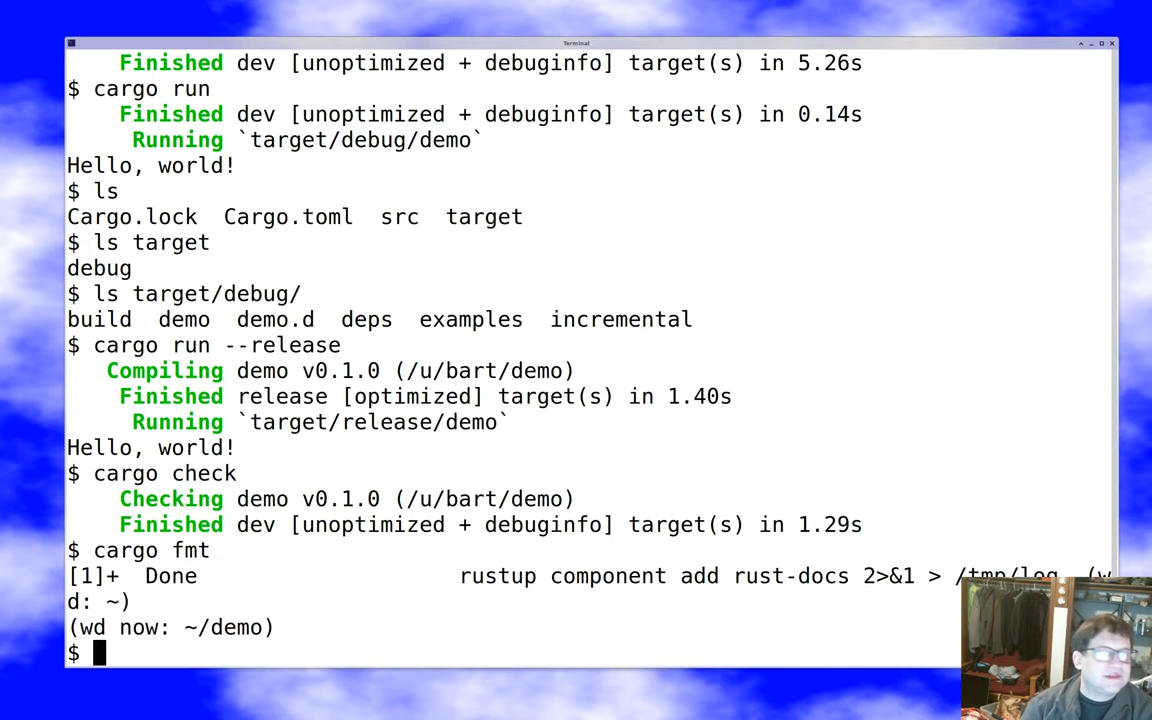 Terminal
Finished dev [unoptimized + debuginfo] target(s) in 5.26s
$ cargo run
Finished dev [unoptimized + debuginfo] target(s) in 0.14s
Running `target/debug/demo`
Hello, world!
$ ls
Cargo.lock  Cargo.toml  src  target
$ ls target
debug
$ ls target/debug/
build  demo  demo.d  deps  examples  incremental
$ cargo run --release
Compiling demo v0.1.0 (/u/bart/demo)
Finished release [optimized] target(s) in 1.40s
Running `target/release/demo`
Hello, world!
$ cargo check
Checking demo v0.1.0 (/u/bart/demo)
Finished dev [unoptimized + debuginfo] target(s) in 1.29s
$ cargo fmt
[1]+  Done                    rustup component add rust-docs 2>&1 > /tmp/log  (w
d: ~)
(wd now: ~/demo)
$